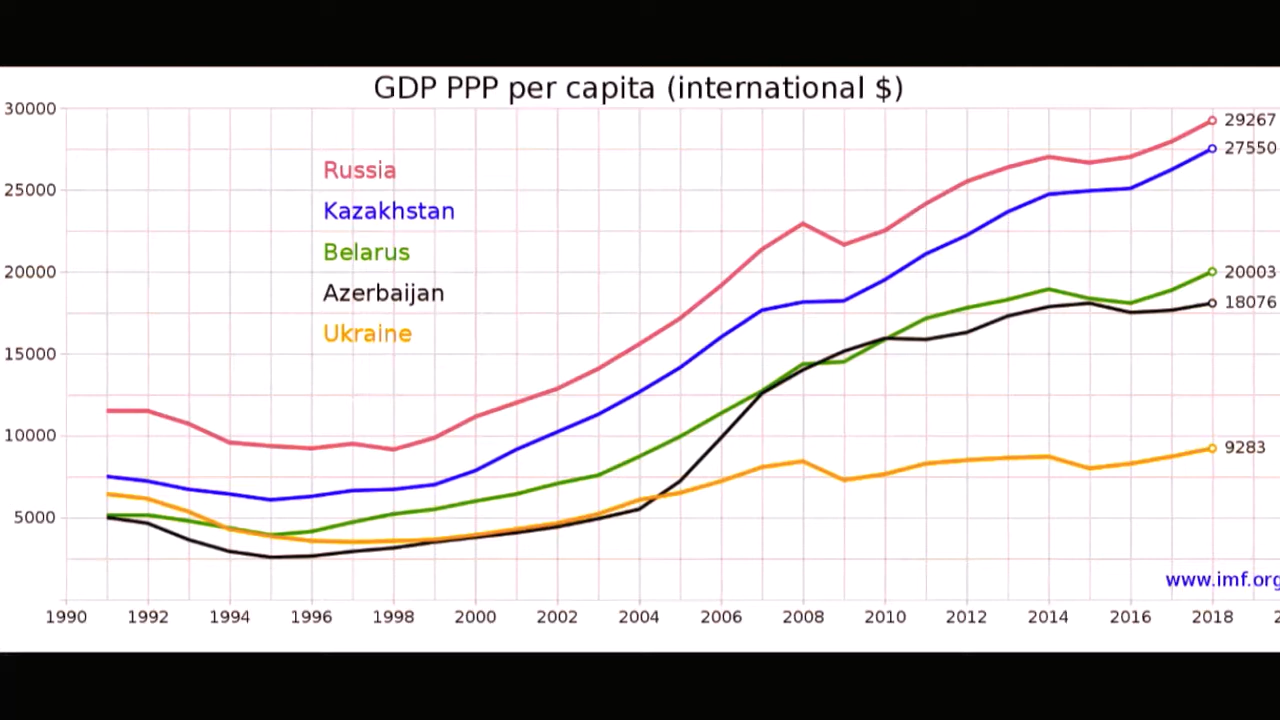 GDP PPP per capita (international $)
30000
29267
27550
Russia
25000
Kazakhstan
Belarus
20000
20003
Azerbaijan
18076
Ukraine
15000
10000
9283
5000
www.imf.org
1990 1992 1994 1996 1998 2000 2002 2004 2006 2008 2010 2012 2014 2016 2018